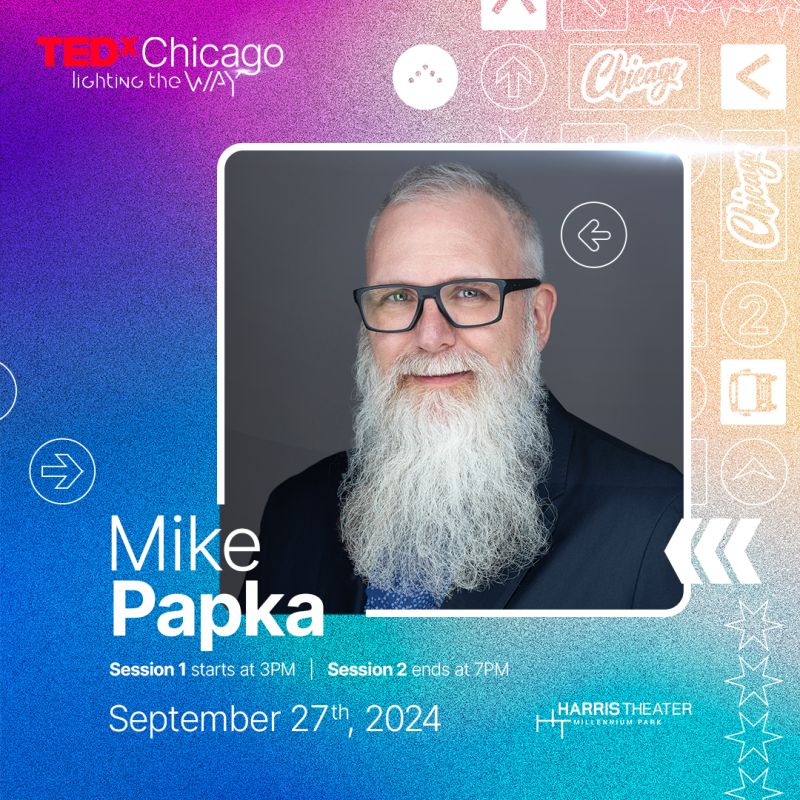 TEDxChicago
lighting the WAY
Chicago
Chicago
2
Mike
Papka
Session 1 starts at 3PM | Session 2 ends at 7PM
September 27th, 2024
HARRIS THEATER
MILLENNIUM PARK